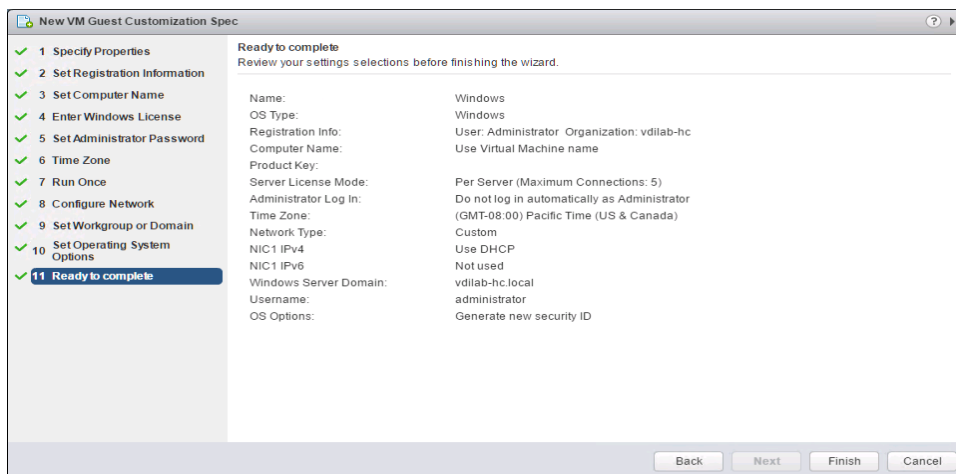 New VM Guest Customization Spec
?
1 Specify Properties
2 Set Registration Information
3 Set Computer Name
4 Enter Windows License
5 Set Administrator Password
6 Time Zone
7 Run Once
8 Configure Network
9 Set Workgroup or Domain
10 Set Operating System
Options
11 Ready to complete
Ready to complete
Review your settings selections before finishing the wizard.
Name: Windows
OS Type: Windows
Registration Info: User: Administrator Organization: vdilab-hc
Computer Name: Use Virtual Machine name
Product Key:
Server License Mode: Per Server (Maximum Connections: 5)
Administrator Log In: Do not log in automatically as Administrator
Time Zone: (GMT-08:00) Pacific Time (US & Canada)
Network Type: Custom
NIC1 IPv4 Use DHCP
NIC1 IPv6 Not used
Windows Server Domain: vdilab-hc.local
Username: administrator
OS Options: Generate new security ID
Back Next Finish Cancel